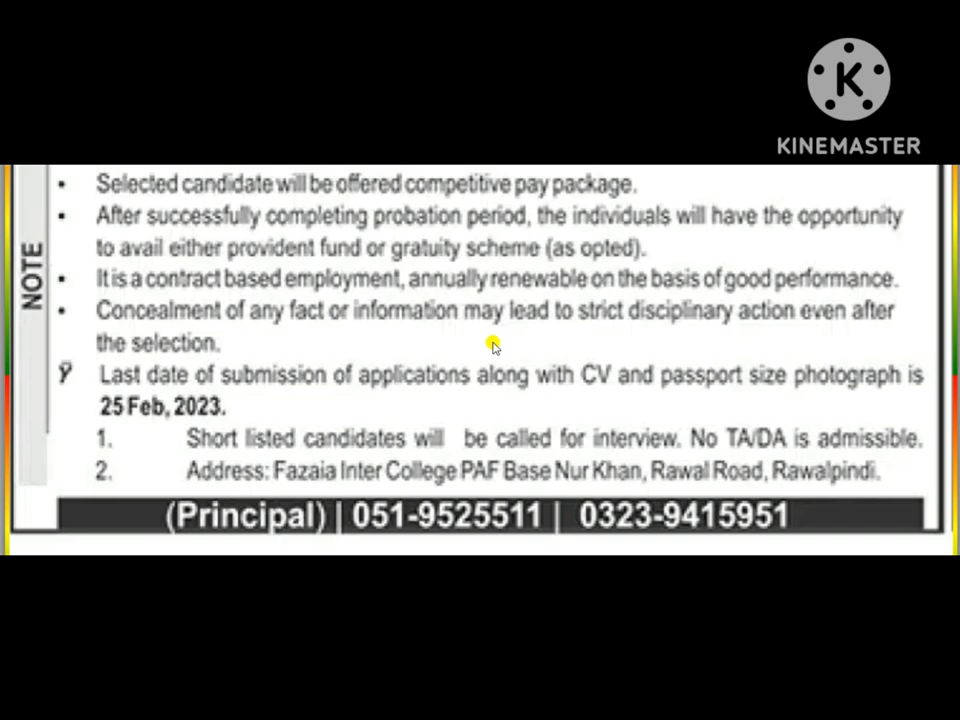 K
KINEMASTER
NOTE
• Selected candidate will be offered competitive pay package.
• After successfully completing probation period, the individuals will have the opportunity
to avail either provident fund or gratuity scheme (as opted).
• It is a contract based employment, annually renewable on the basis of good performance.
• Concealment of any fact or information may lead to strict disciplinary action even after
the selection.
Ÿ Last date of submission of applications along with CV and passport size photograph is
25 Feb, 2023.
1. Short listed candidates will be called for interview. No TA/DA is admissible.
2. Address: Fazaia Inter College PAF Base Nur Khan, Rawal Road, Rawalpindi.
(Principal) | 051-9525511 | 0323-9415951